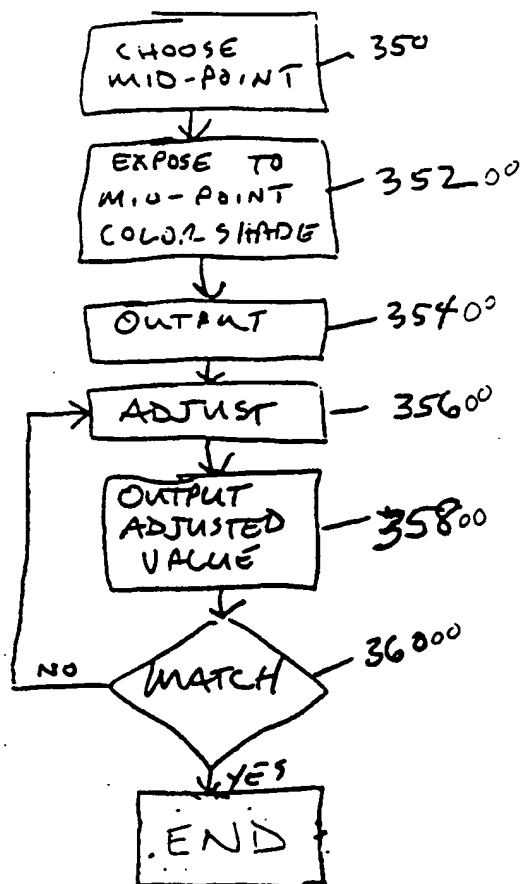 CHOOSE
MID-POINT
350
EXPOSE TO
MID-POINT
COLOR SHADE
35200
OUTPUT
35400
ADJUST
35600
OUTPUT
ADJUSTED
VALUE
35800
MATCH
36000
NO
YES
END